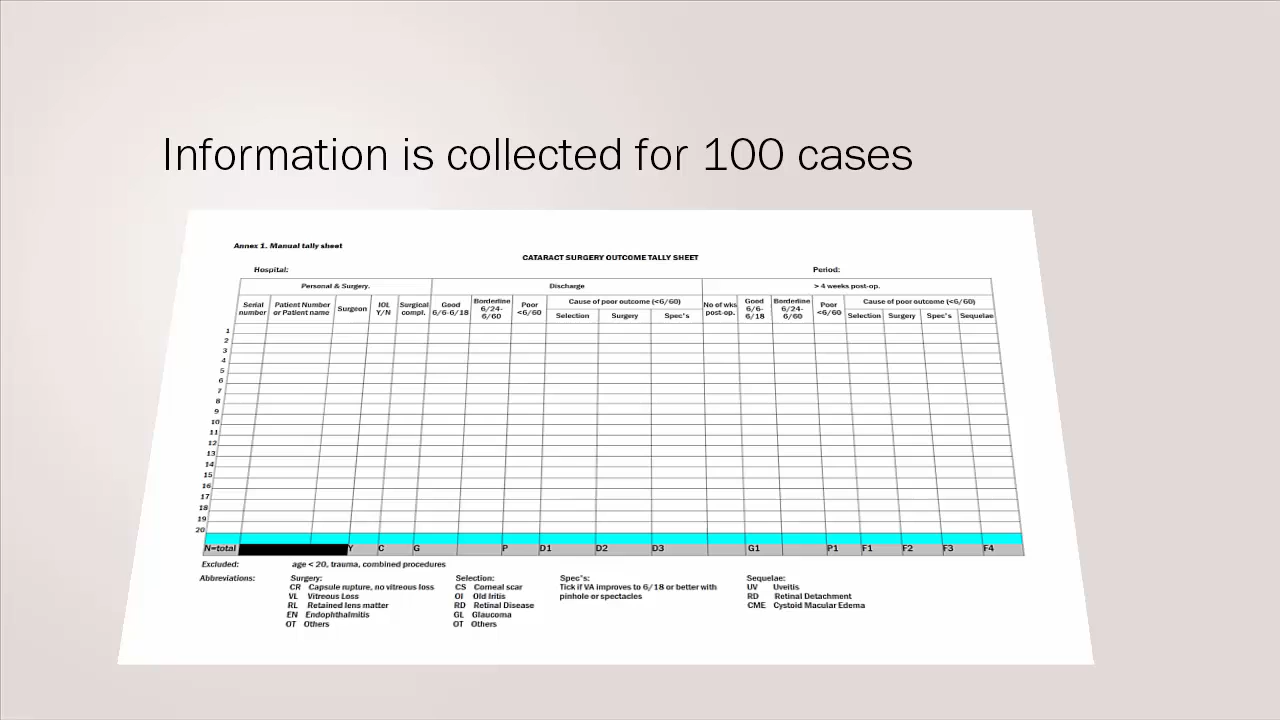 Information is collected for 100 cases
Annex 1. Manual tally sheet
CATARACT SURGERY OUTCOME TALLY SHEET
Hospital: Period:
Personal & Surgery. Discharge > 4 weeks post-op.
Serial number Patient Number or Patient name Surgeon IOL Y/N Surgical compl. Good 6/6-6/18 Borderline 6/24-6/60 Poor <6/60 Cause of poor outcome (<6/60) No of wks post-op. Good 6/6-6/18 Borderline 6/24-6/60 Poor <6/60 Cause of poor outcome (<6/60)
Selection Surgery Spec's Selection Surgery Spec's Sequelae
1
2
3
4
5
6
7
8
9
10
11
12
13
14
15
16
17
18
19
20
N=total Y C G P D1 D2 D3 G1 P1 F1 F2 F3 F4
Excluded: age < 20, trauma, combined procedures
Abbreviations: Surgery: Selection: Spec's: Sequelae:
CR Capsule rupture, no vitreous loss CS Corneal scar Tick if VA improves to 6/18 or better with UV Uveitis
VL Vitreous Loss OI Old Iritis pinhole or spectacles RD Retinal Detachment
RL Retained lens matter RD Retinal Disease CME Cystoid Macular Edema
EN Endophthalmitis GL Glaucoma
OT Others OT Others